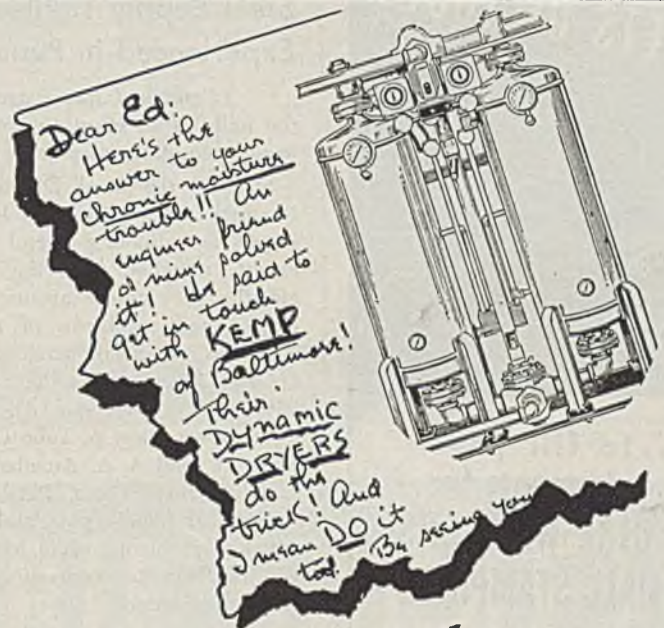 Dear Ed:
Here's the
answer to your
chronic moisture
trouble!! An
engineer friend
of mine solved
it! He said to
get in touch
with KEMP
of Baltimore!
Their
DYNAMIC
DRYERS
do the
trick! And
I mean DO it
too! Be seeing you